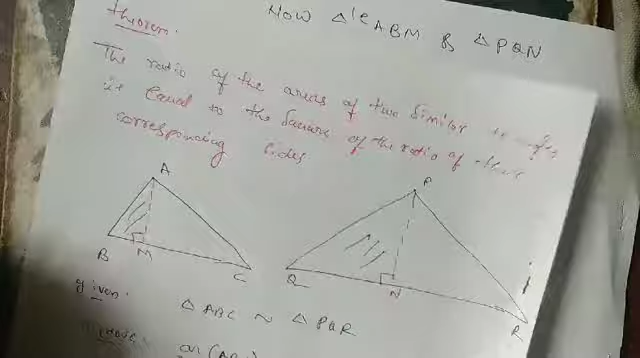 theorem.
Now Δ'le ABM & Δ PQN
The ratio of the areas of two similar
is Equal to the Square of the ratio of their
corresponding sides
A
P
B
M
C
Q
N
R
given.
Δ ABC ~ Δ PQR